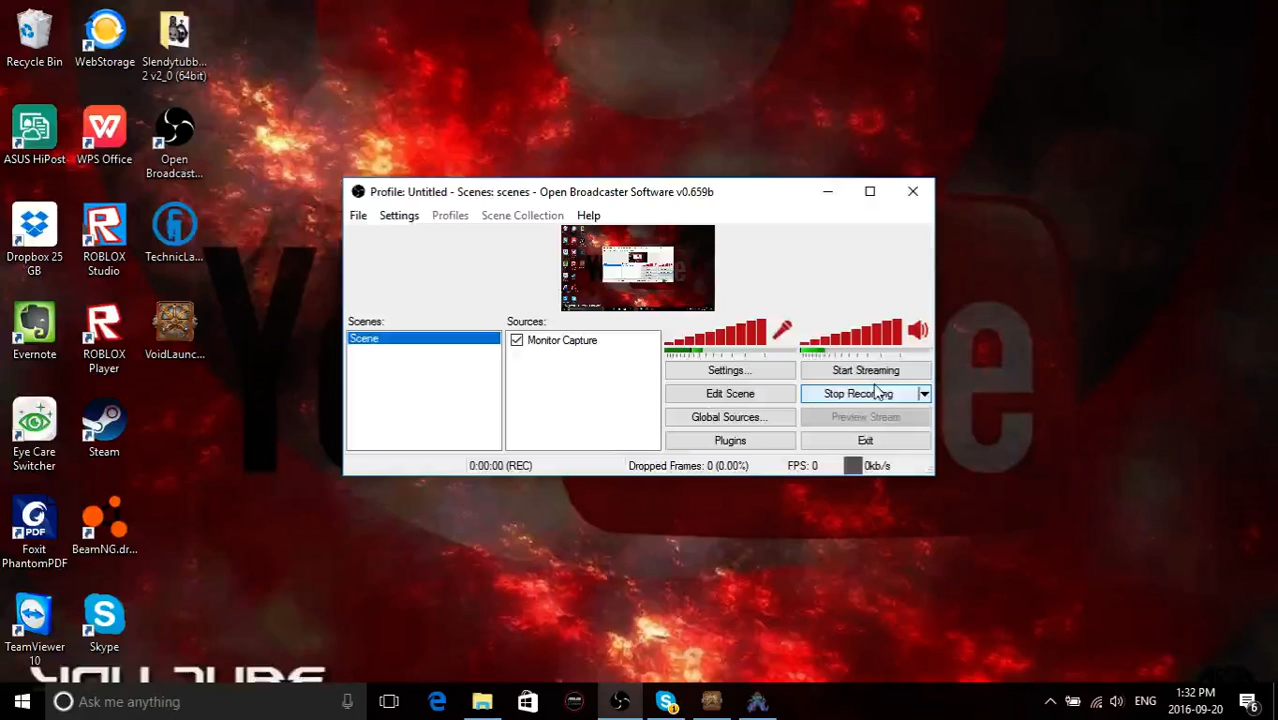 Recycle Bin
WebStorage
Slendytubb...
2 v2_0 (64bit)
ASUS HiPost
WPS Office
Open
Broadcast...
Dropbox 25
GB
ROBLOX
Studio
TechnicLa...
Evernote
ROBLOX
Player
VoidLaunc...
Eye Care
Switcher
Steam
Foxit
PhantomPDF
BeamNG.dr...
TeamViewer
10
Skype
Profile: Untitled - Scenes: scenes - Open Broadcaster Software v0.659b
File Settings Profiles Scene Collection Help
Scenes:
Sources:
Scene
Monitor Capture
Settings...
Start Streaming
Edit Scene
Global Sources...
Preview Stream
Plugins
Exit
0:00:00 (REC)
Dropped Frames: 0 (0.00%)
FPS: 0
0kb/s
Ask me anything
ENG
1:32 PM
2016-09-20